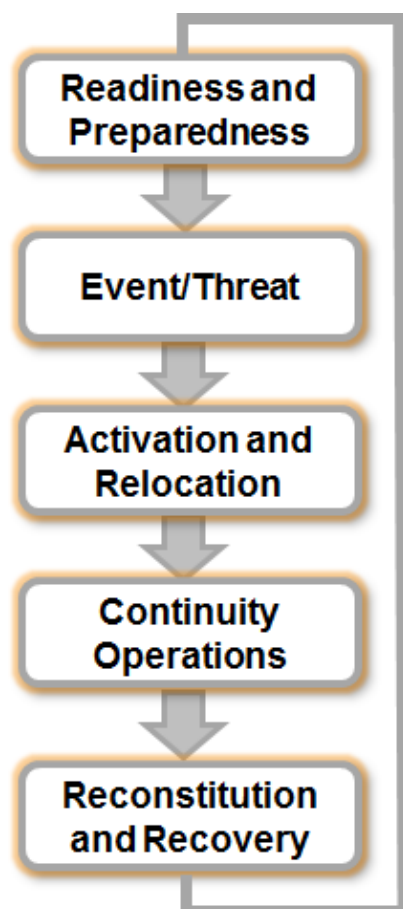 Readiness and
Preparedness
Event/Threat
Activation and
Relocation
Continuity
Operations
Reconstitution
and Recovery